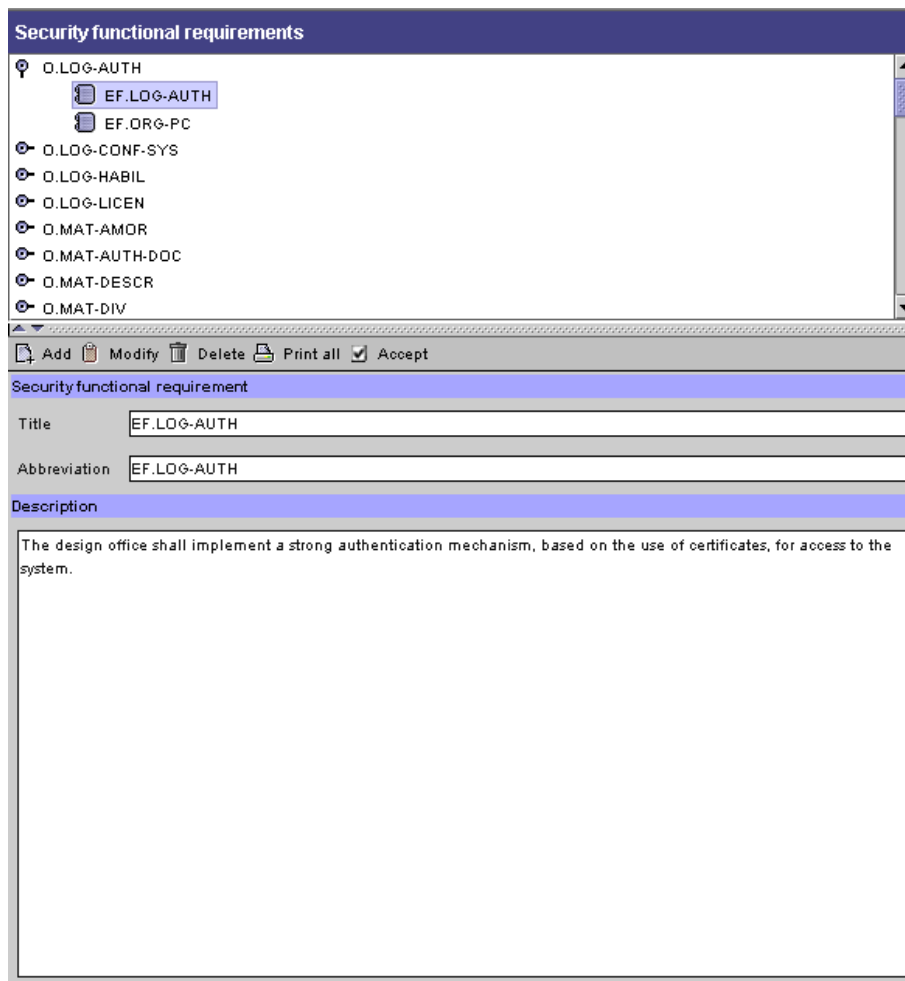 Security functional requirements
O.LOG-AUTH
EF.LOG-AUTH
EF.ORG-PC
O.LOG-CONF-SYS
O.LOG-HABIL
O.LOG-LICEN
O.MAT-AMOR
O.MAT-AUTH-DOC
O.MAT-DESCR
O.MAT-DIV
Add Modify Delete Print all Accept
Security functional requirement
Title EF.LOG-AUTH
Abbreviation EF.LOG-AUTH
Description
The design office shall implement a strong authentication mechanism, based on the use of certificates, for access to the
system.